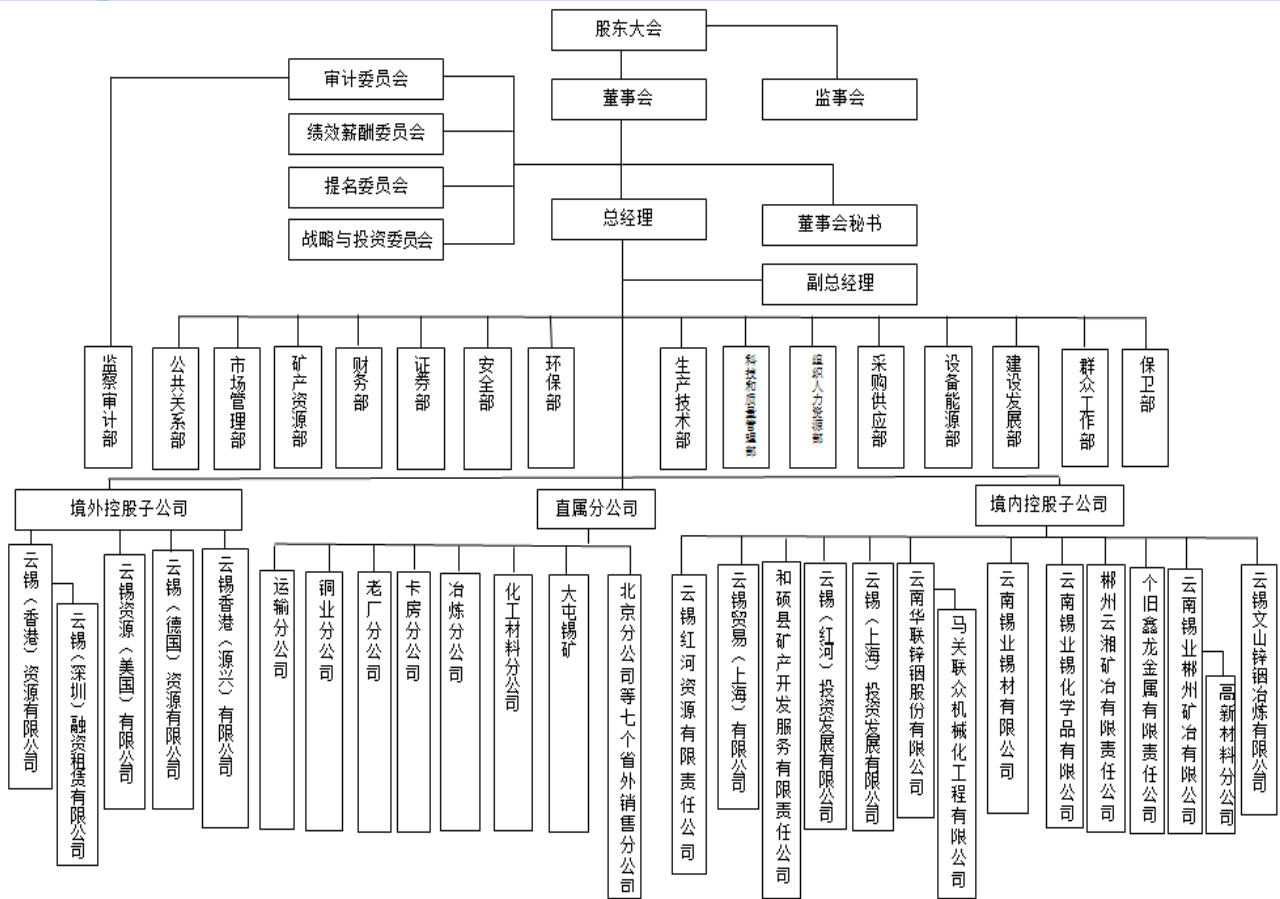 股东大会
审计委员会
董事会
监事会
绩效薪酬委员会
提名委员会
总经理
董事会秘书
战略与投资委员会
副总经理
监察审计部
公共关系部
市场管理部
矿产资源部
财务部
证券部
安全部
环保部
生产技术部
组织人力资源部
采购供应部
设备能源部
建设发展部
群众工作部
保卫部
境外控股子公司
直属分公司
境内控股子公司
云锡（香港）资源有限公司
云锡（深圳）融资租赁有限公司
云锡资源（美国）有限公司
云锡（德国）资源有限公司
云锡香港（源兴）有限公司
运输分公司
铜业分公司
老厂分公司
卡房分公司
冶炼分公司
化工材料分公司
大屯锡矿
北京分公司等七个省外销售分公司
云锡红河资源有限责任公司
云锡贸易（上海）有限公司
和硕县矿产开发服务有限责任公司
云锡（红河）投资发展有限公司
云锡（上海）投资发展有限公司
云南华联锌铟股份有限公司
马关联众机械化工程有限公司
云南锡业锡材有限公司
云南锡业锡化学品有限公司
郴州云湘矿冶有限责任公司
个旧鑫龙金属有限责任公司
云南锡业郴州矿冶有限公司
高新材料分公司
云锡文山锌铟冶炼有限公司